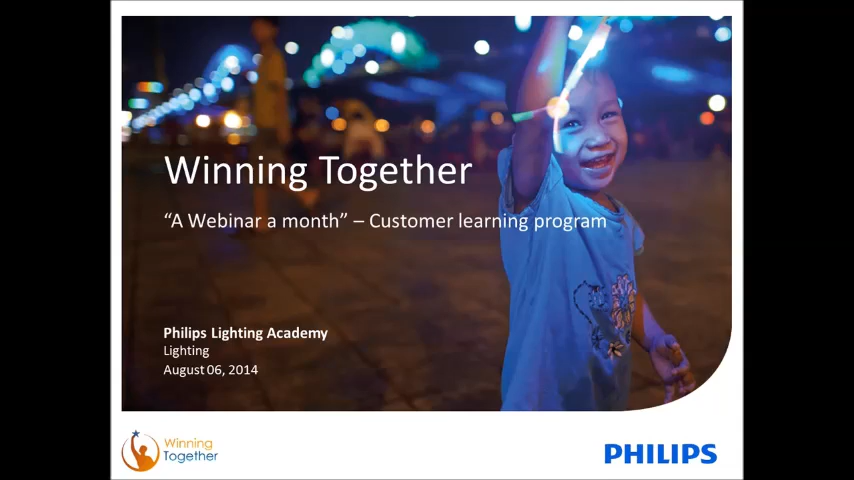 Winning Together
“A Webinar a month” – Customer learning program
Philips Lighting Academy
Lighting
August 06, 2014
Winning
Together
PHILIPS